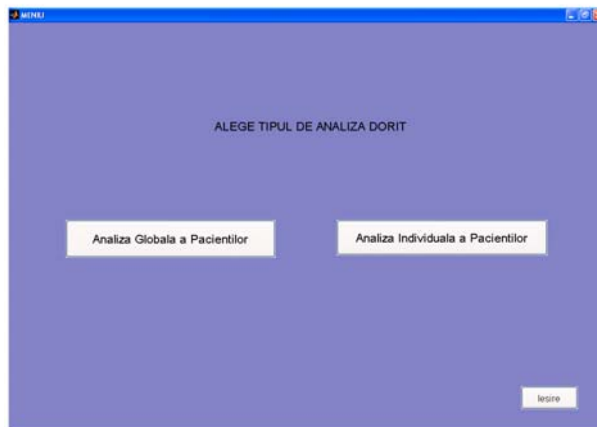 MENIU
ALEGE TIPUL DE ANALIZA DORIT
Analiza Globala a Pacientilor
Analiza Individuala a Pacientilor
Iesire